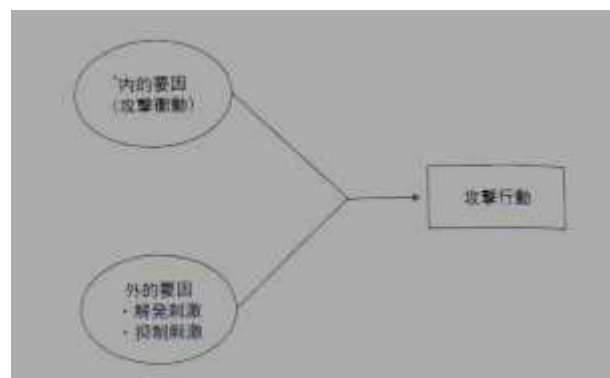 内的要因
(攻撃衝動)
攻撃行動
外的要因
・解発刺激
・抑制刺激